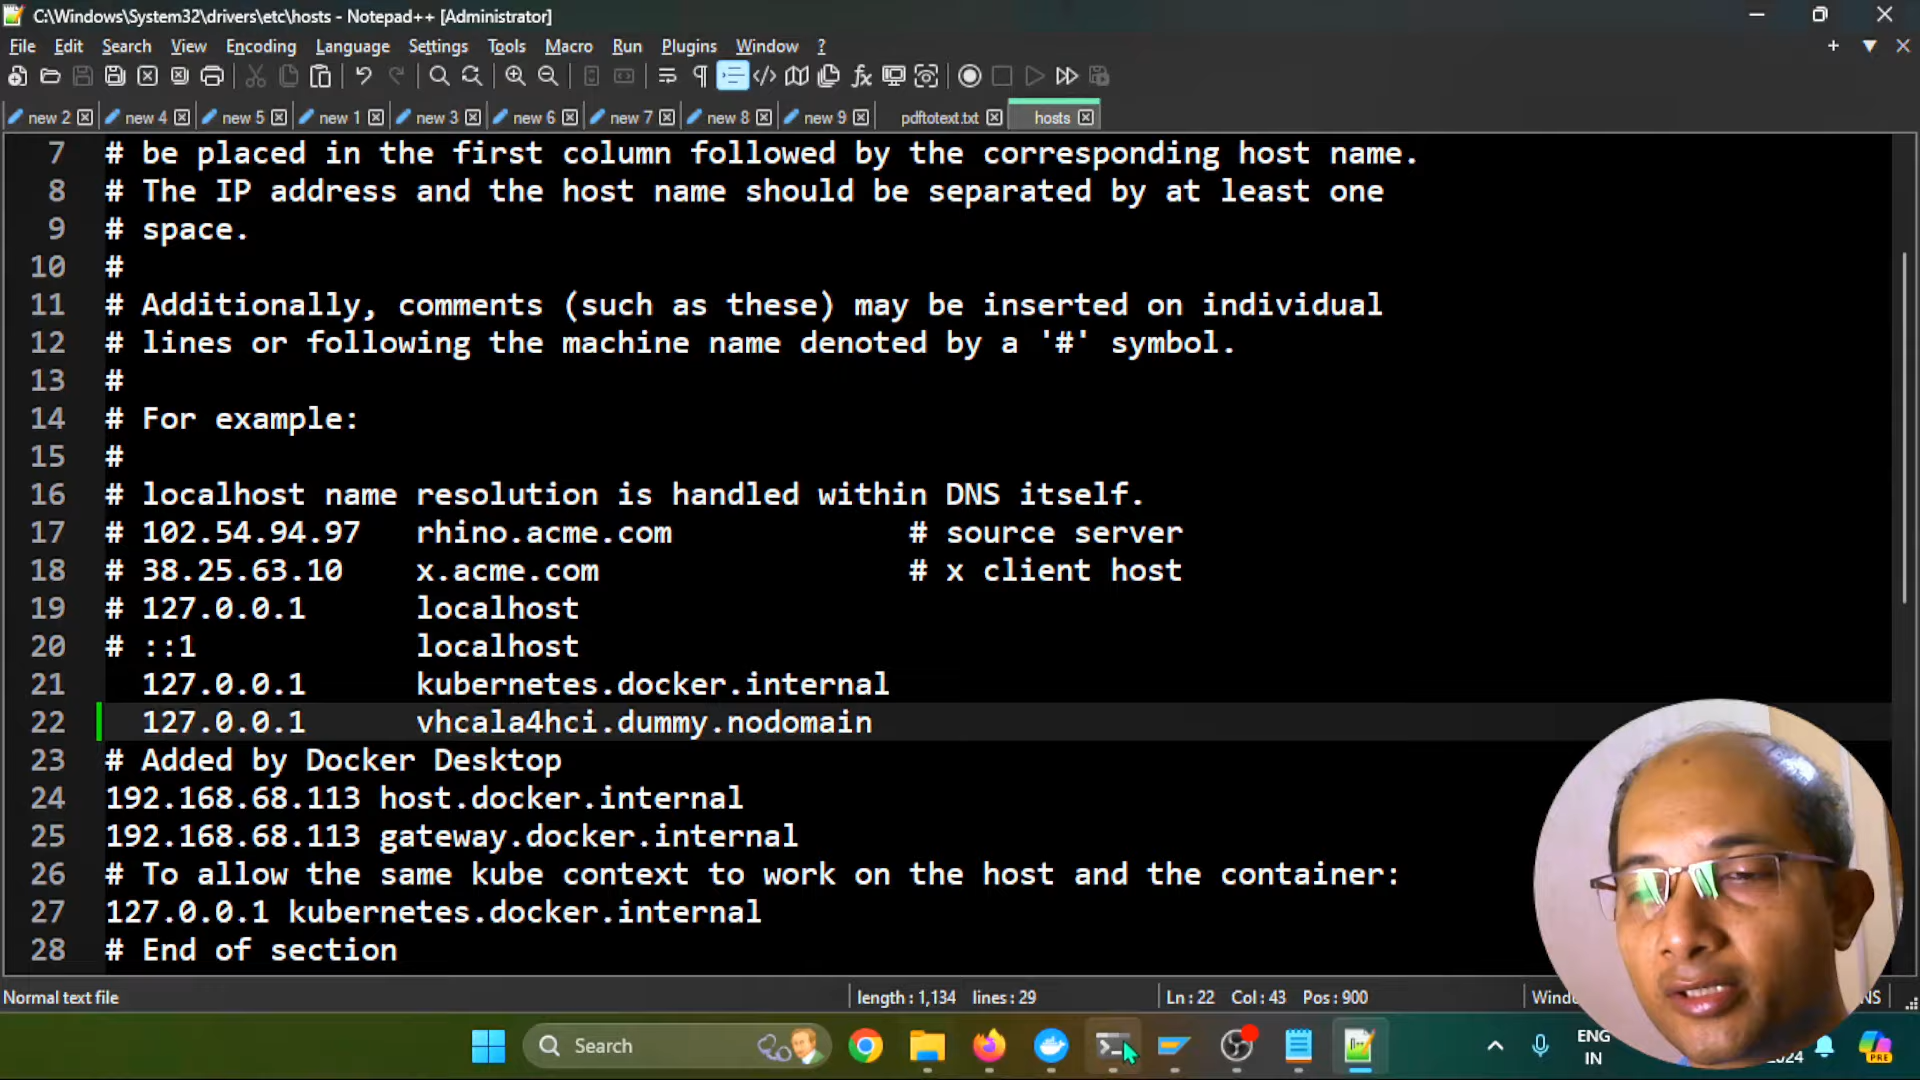 C:\Windows\System32\drivers\etc\hosts - Notepad++ [Administrator]
File Edit Search View Encoding Language Settings Tools Macro Run Plugins Window ?
new 2 new 4 new 5 new 1 new 3 new 6 new 7 new 8 new 9 pdftotext.txt hosts
7 # be placed in the first column followed by the corresponding host name.
8 # The IP address and the host name should be separated by at least one
9 # space.
10 #
11 # Additionally, comments (such as these) may be inserted on individual
12 # lines or following the machine name denoted by a '#' symbol.
13 #
14 # For example:
15 #
16 # localhost name resolution is handled within DNS itself.
17 # 102.54.94.97 rhino.acme.com # source server
18 # 38.25.63.10 x.acme.com # x client host
19 # 127.0.0.1 localhost
20 # ::1 localhost
21 127.0.0.1 kubernetes.docker.internal
22 127.0.0.1 vhcala4hci.dummy.nodomain
23 # Added by Docker Desktop
24 192.168.68.113 host.docker.internal
25 192.168.68.113 gateway.docker.internal
26 # To allow the same kube context to work on the host and the container:
27 127.0.0.1 kubernetes.docker.internal
28 # End of section
Normal text file length : 1,134 lines : 29 Ln : 22 Col : 43 Pos : 900
Search
ENG
IN
PRE